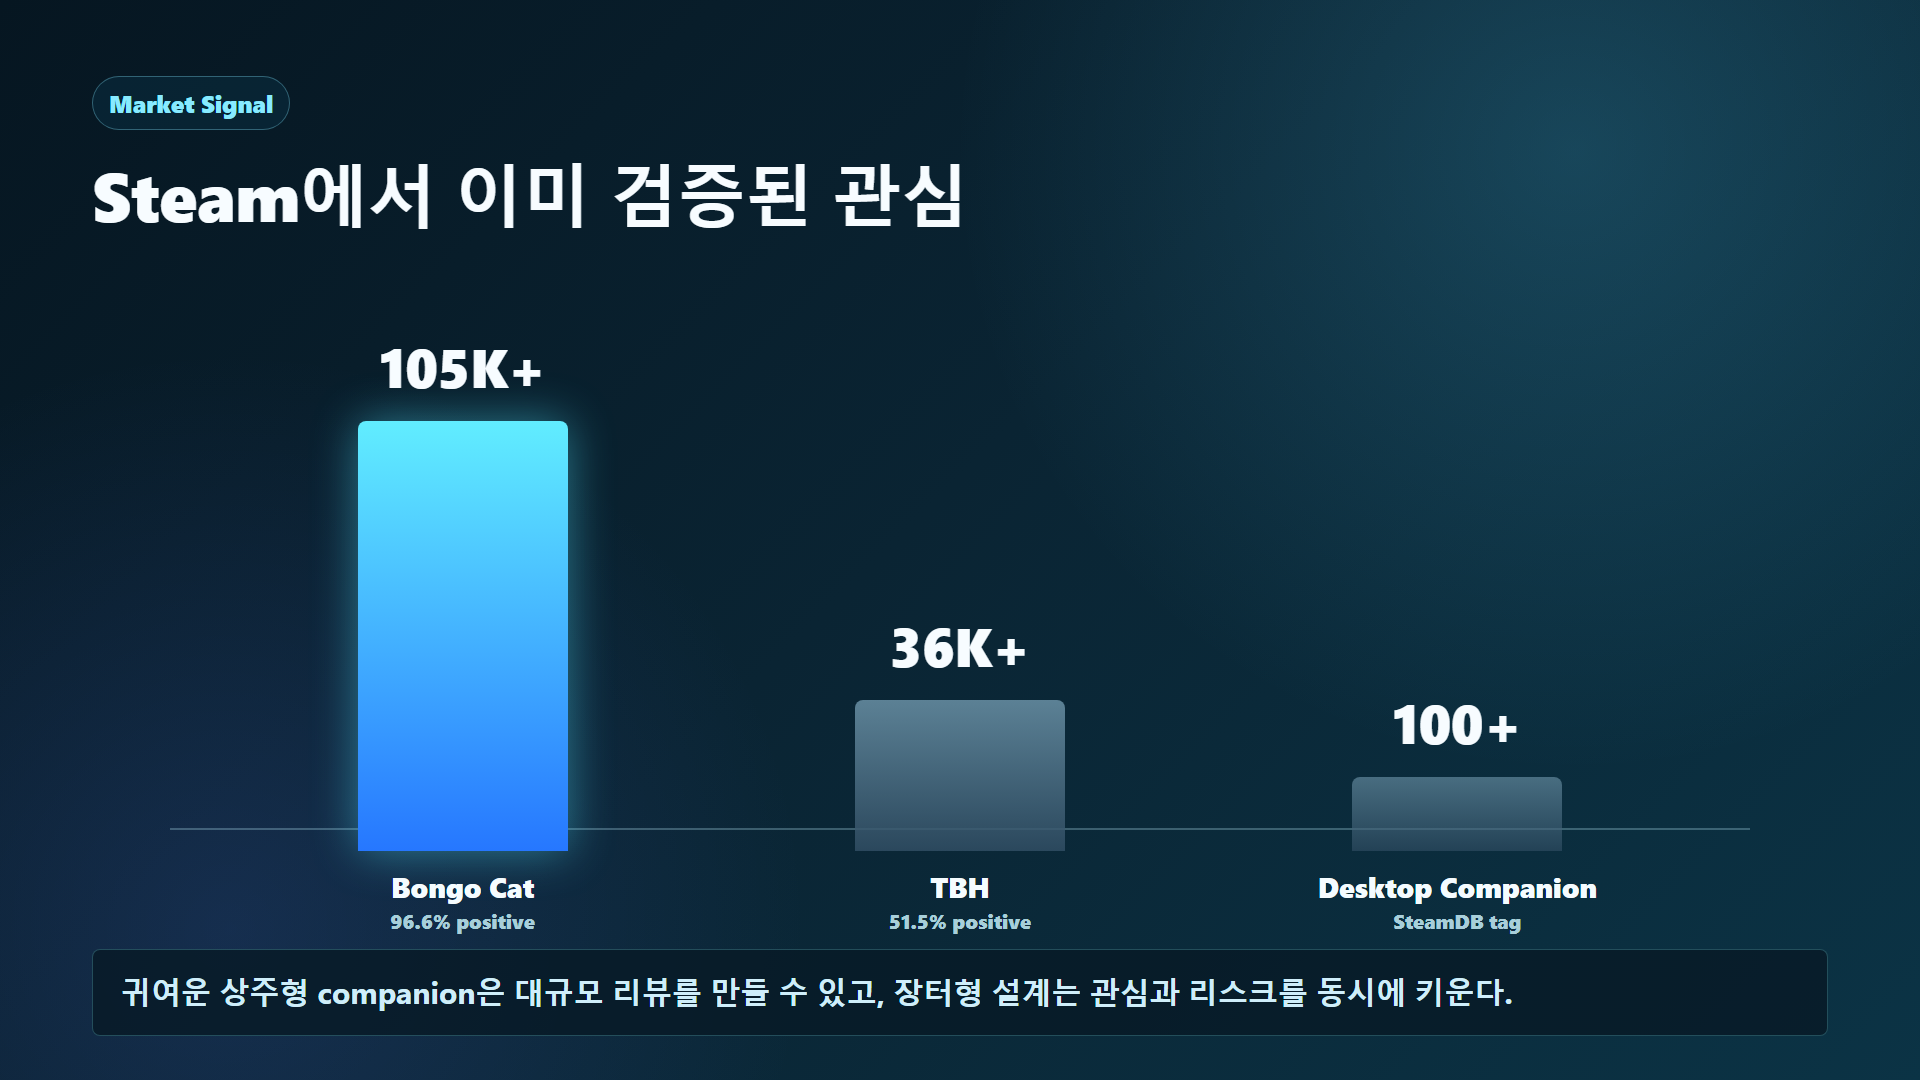 Market Signal
Steam에서 이미 검증된 관심
105K+
36K+
100+
Bongo Cat
96.6% positive
TBH
51.5% positive
Desktop Companion
SteamDB tag
귀여운 상주형 companion은 대규모 리뷰를 만들 수 있고, 장터형 설계는 관심과 리스크를 동시에 키운다.